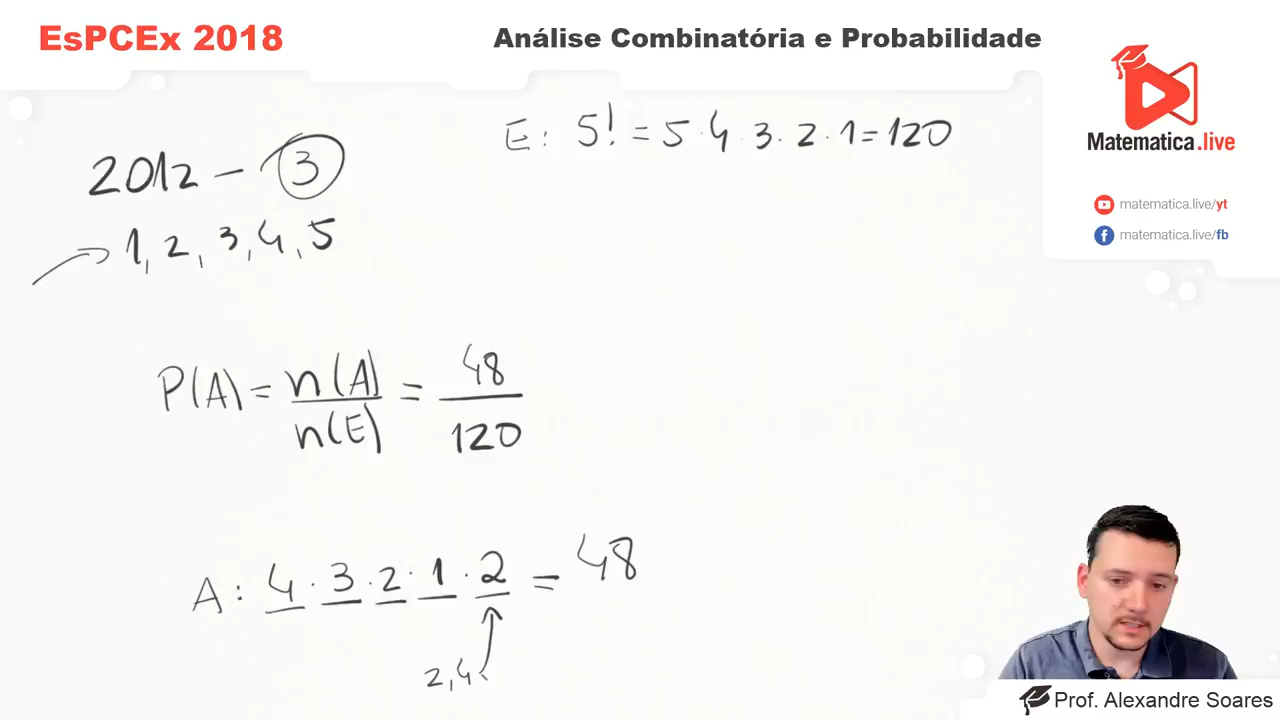 EsPCEx 2018
Análise Combinatória e Probabilidade
Matematica.live
matematica.live/yt
matematica.live/fb
E: 5! = 5 · 4 · 3 · 2 · 1 = 120
2012 – 3
1, 2, 3, 4, 5
P(A) = n(A)/n(E) = 48/120
A: 4 · 3 · 2 · 1 · 2 = 48
2, 4
Prof. Alexandre Soares